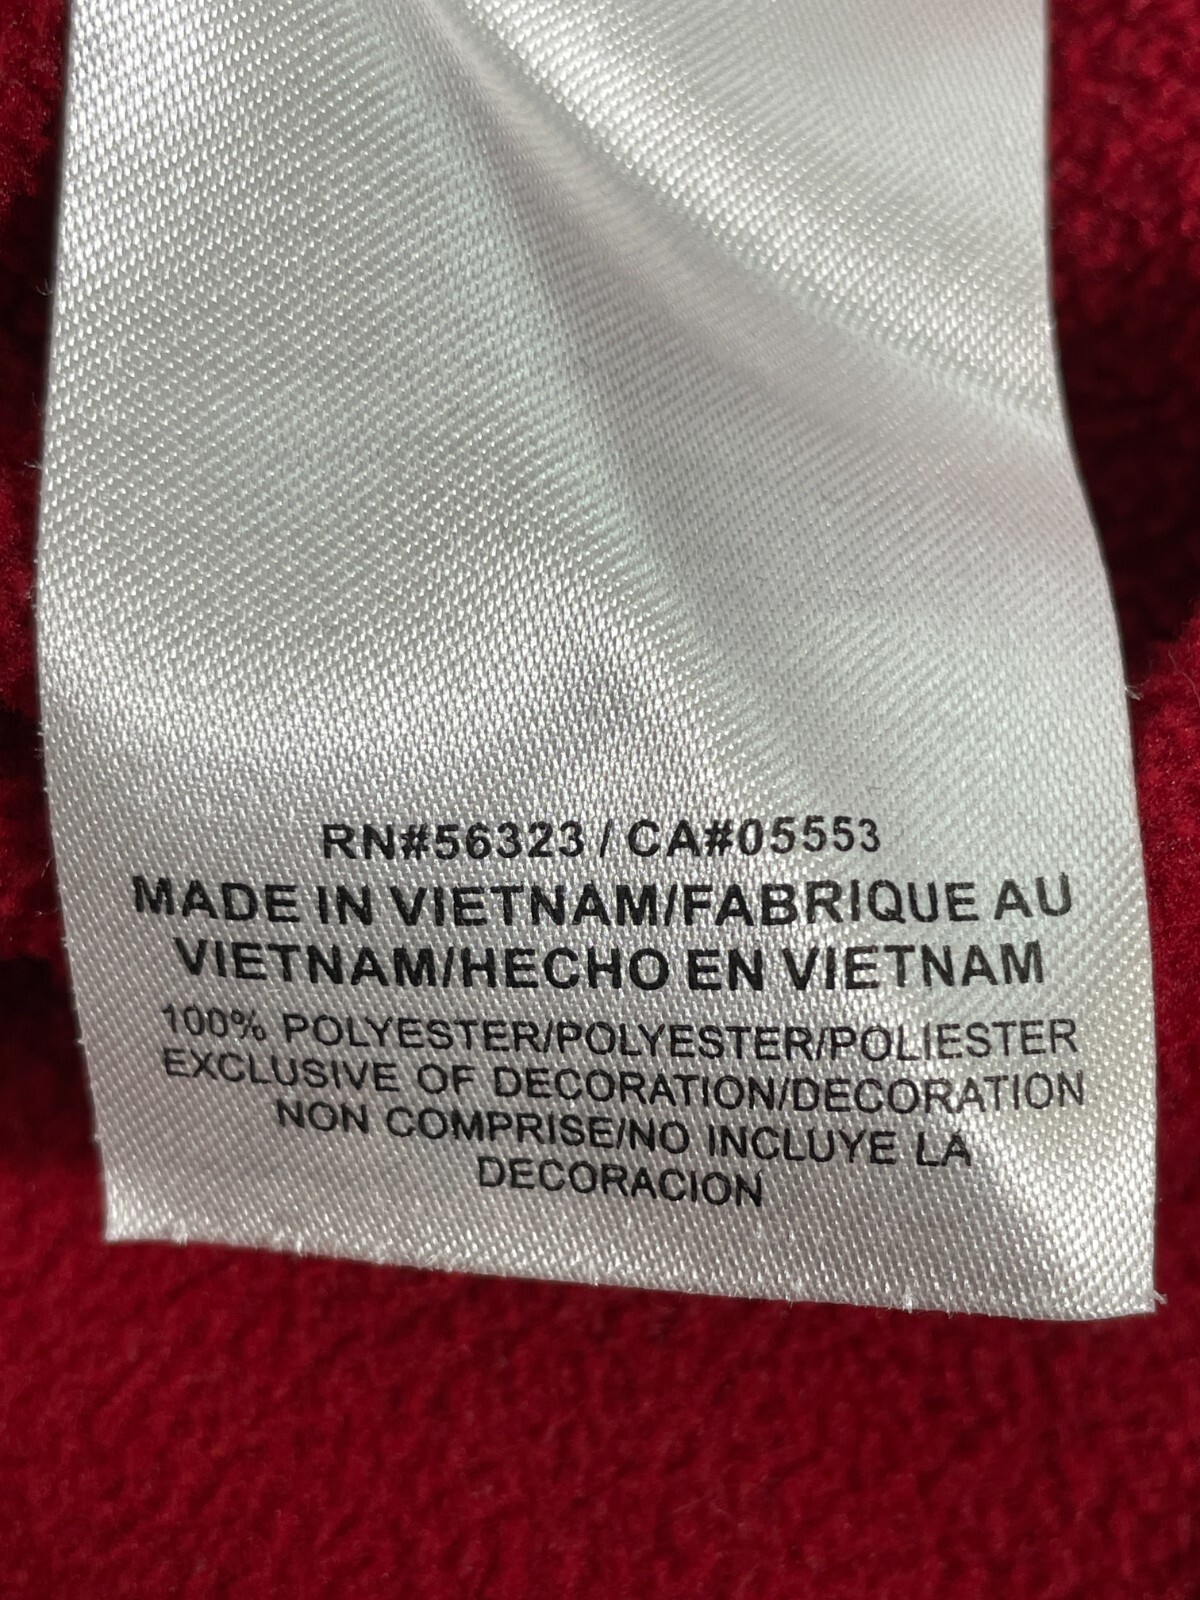 RN#56323 / CA#05553
MADE IN VIETNAM/FABRIQUE AU
VIETNAM/HECHO EN VIETNAM
100% POLYESTER/POLYESTER/POLIESTER
EXCLUSIVE OF DECORATION/DECORATION
NON COMPRISE/NO INCLUYE LA
DECORACION